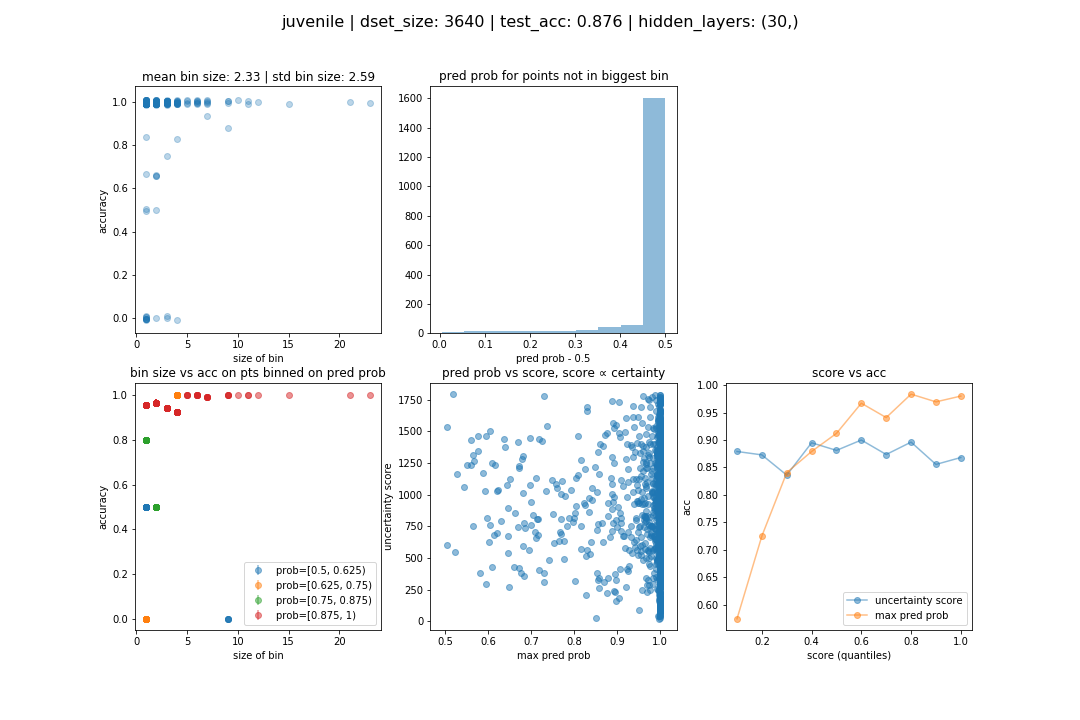 juvenile | dset_size: 3640 | test_acc: 0.876 | hidden_layers: (30,)
mean bin size: 2.33 | std bin size: 2.59
accuracy
1.0
0.8
0.6
0.4
0.2
0.0
0 5 10 15 20
size of bin
pred prob for points not in biggest bin
1600
1400
1200
1000
800
600
400
200
0
0.0 0.1 0.2 0.3 0.4 0.5
pred prob - 0.5
bin size vs acc on pts binned on pred prob
accuracy
1.0
0.8
0.6
0.4
0.2
0.0
prob=[0.5, 0.625)
prob=[0.625, 0.75)
prob=[0.75, 0.875)
prob=[0.875, 1)
0 5 10 15 20
size of bin
pred prob vs score, score ∝ certainty
uncertainty score
1750
1500
1250
1000
750
500
250
0
0.5 0.6 0.7 0.8 0.9 1.0
max pred prob
score vs acc
acc
1.00
0.95
0.90
0.85
0.80
0.75
0.70
0.65
0.60
uncertainty score
max pred prob
0.2 0.4 0.6 0.8 1.0
score (quantiles)